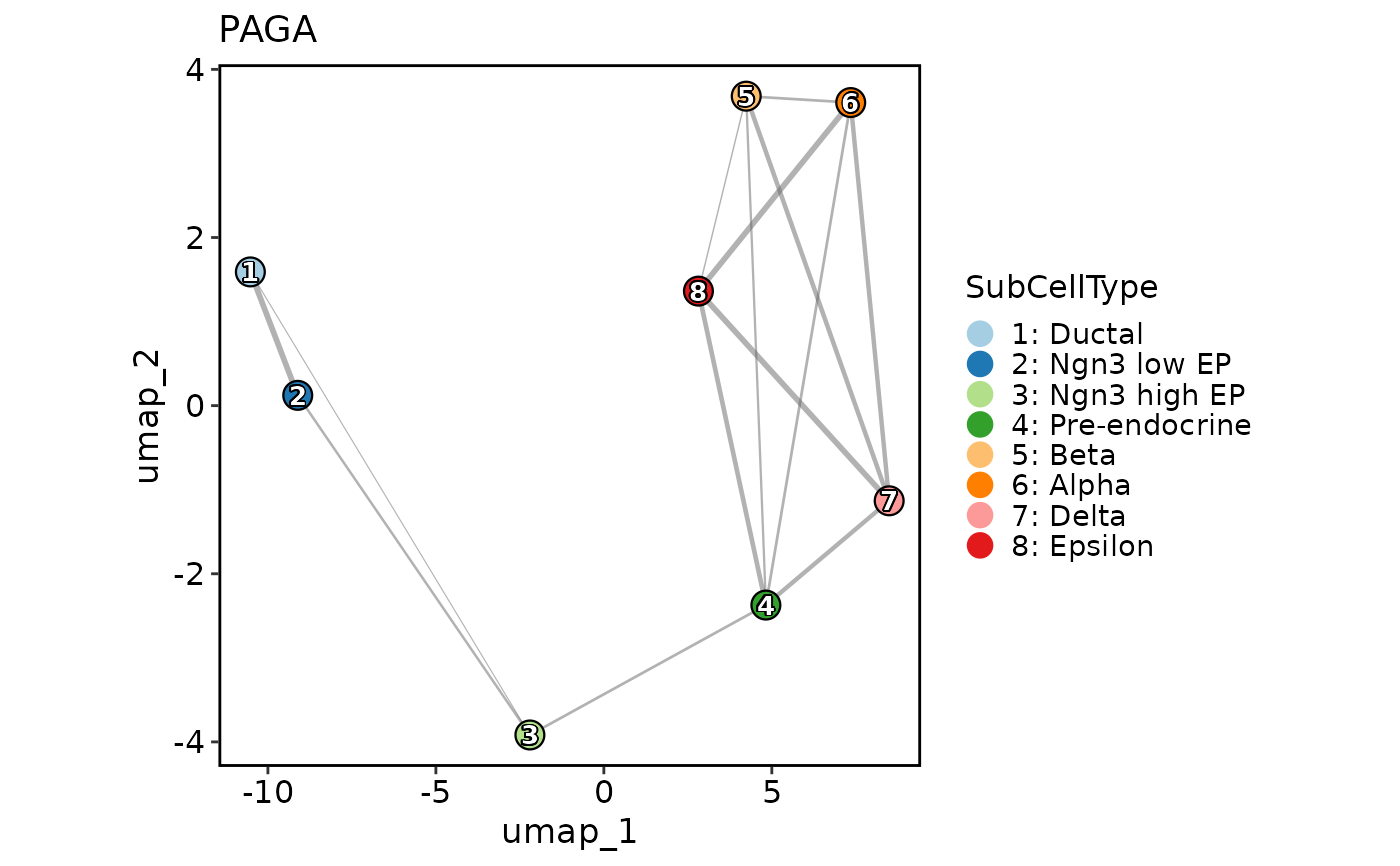 PAGA
4
2
0
-2
-4
umap_2
1
2
3
4
5
6
7
8
-10
-5
0
5
umap_1
SubCellType
1: Ductal
2: Ngn3 low EP
3: Ngn3 high EP
4: Pre-endocrine
5: Beta
6: Alpha
7: Delta
8: Epsilon